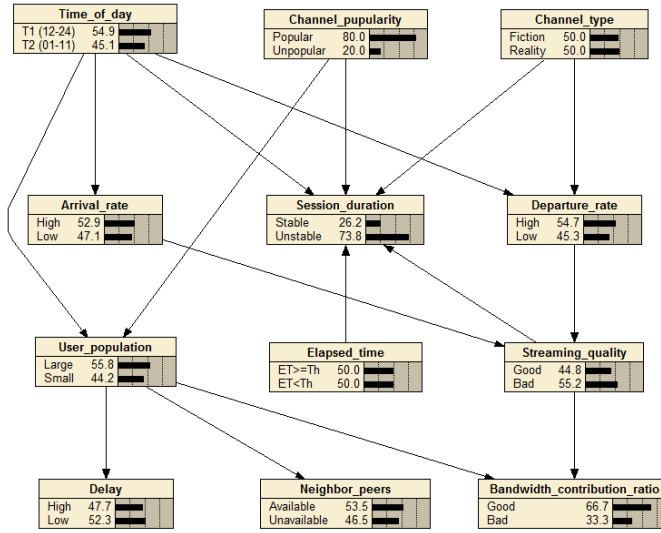 Time_of_day
T1 (12-24) 54.9
T2 (01-11) 45.1
Channel_pupularity
Popular 80.0
Unpopular 20.0
Channel_type
Fiction 50.0
Reality 50.0
Arrival_rate
High 52.9
Low 47.1
Session_duration
Stable 26.2
Unstable 73.8
Departure_rate
High 54.7
Low 45.3
User_population
Large 55.8
Small 44.2
Elapsed_time
ET>=Th 50.0
ET<Th 50.0
Streaming_quality
Good 44.8
Bad 55.2
Delay
High 47.7
Low 52.3
Neighbor_peers
Available 53.5
Unavailable 46.5
Bandwidth_contribution_ratio
Good 66.7
Bad 33.3